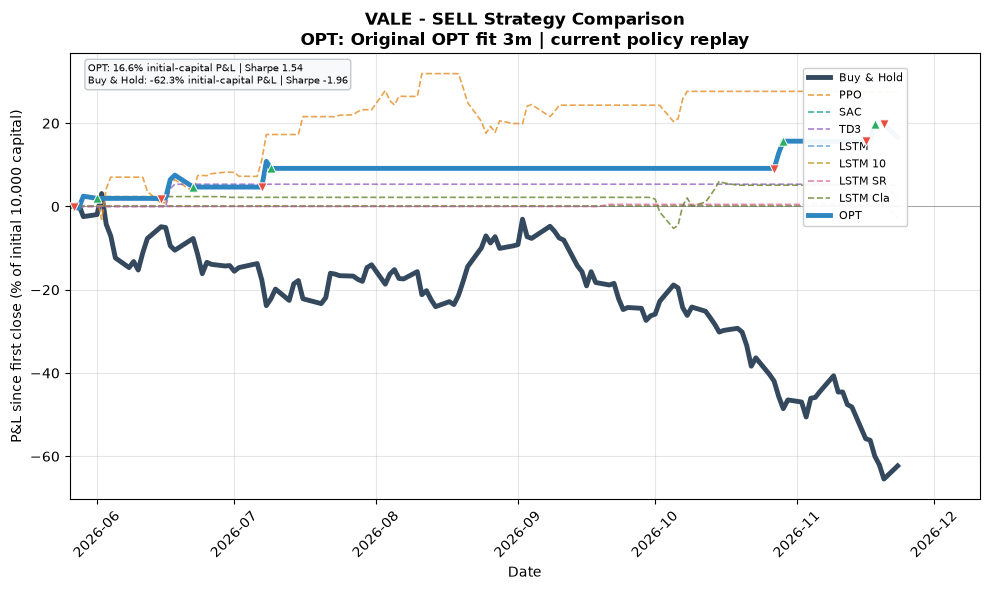 VALE - SELL Strategy Comparison
OPT: Original OPT fit 3m | current policy replay
OPT: 16.6% initial-capital P&L | Sharpe 1.54
Buy & Hold: -62.3% initial-capital P&L | Sharpe -1.96
Buy & Hold
PPO
SAC
TD3
LSTM
LSTM 10
LSTM SR
LSTM Cla
OPT
P&L since first close (% of initial 10,000 capital)
20
0
−20
−40
−60
2026-06
2026-07
2026-08
2026-09
2026-10
2026-11
2026-12
Date